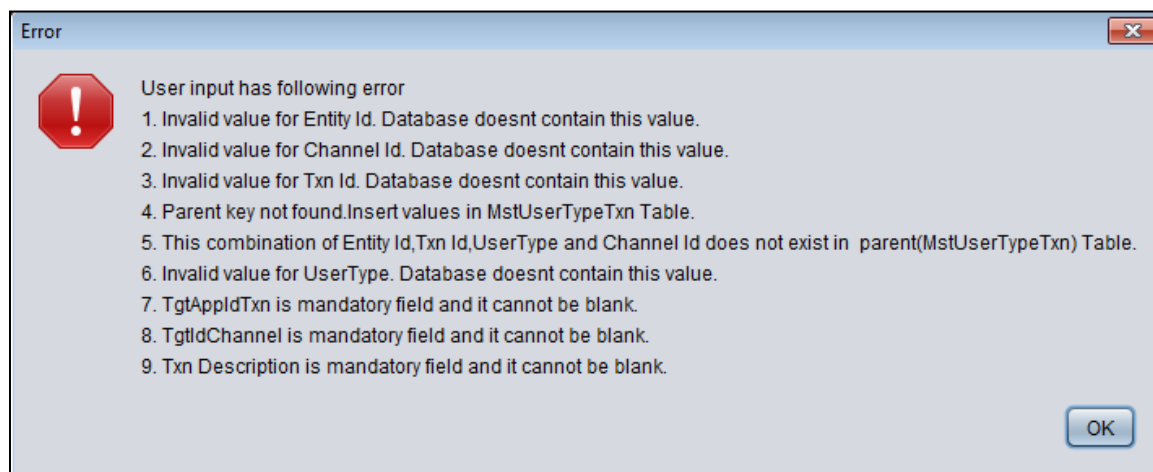 Error
User input has following error
1. Invalid value for Entity Id. Database doesnt contain this value.
2. Invalid value for Channel Id. Database doesnt contain this value.
3. Invalid value for Txn Id. Database doesnt contain this value.
4. Parent key not found.Insert values in MstUserTypeTxn Table.
5. This combination of Entity Id,Txn Id,UserType and Channel Id does not exist in  parent(MstUserTypeTxn) Table.
6. Invalid value for UserType. Database doesnt contain this value.
7. TgtAppIdTxn is mandatory field and it cannot be blank.
8. TgtIdChannel is mandatory field and it cannot be blank.
9. Txn Description is mandatory field and it cannot be blank.
OK